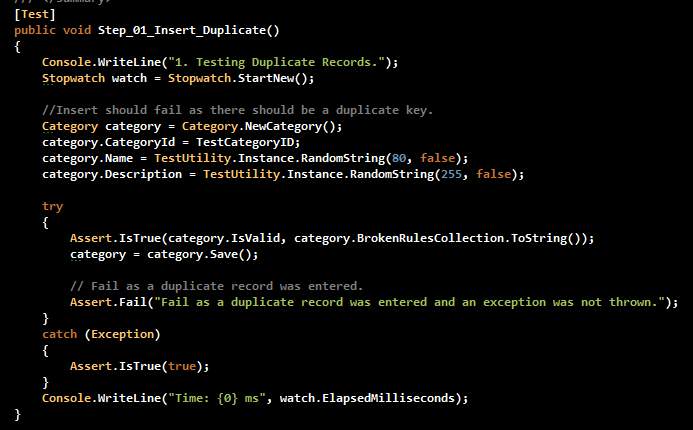 /// </summary>
[Test]
public void Step_01_Insert_Duplicate()
{
    Console.WriteLine("1. Testing Duplicate Records.");
    Stopwatch watch = Stopwatch.StartNew();

    //Insert should fail as there should be a duplicate key.
    Category category = Category.NewCategory();
    category.CategoryId = TestCategoryID;
    category.Name = TestUtility.Instance.RandomString(80, false);
    category.Description = TestUtility.Instance.RandomString(255, false);

    try
    {
        Assert.IsTrue(category.IsValid, category.BrokenRulesCollection.ToString());
        category = category.Save();

        // Fail as a duplicate record was entered.
        Assert.Fail("Fail as a duplicate record was entered and an exception was not thrown.");
    }
    catch (Exception)
    {
        Assert.IsTrue(true);
    }
    Console.WriteLine("Time: {0} ms", watch.ElapsedMilliseconds);
}